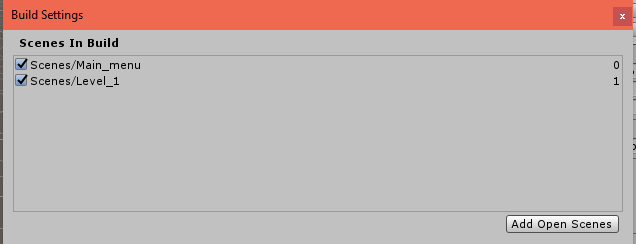 Build Settings x
Scenes In Build
Scenes/Main_menu 0
Scenes/Level_1 1
Add Open Scenes